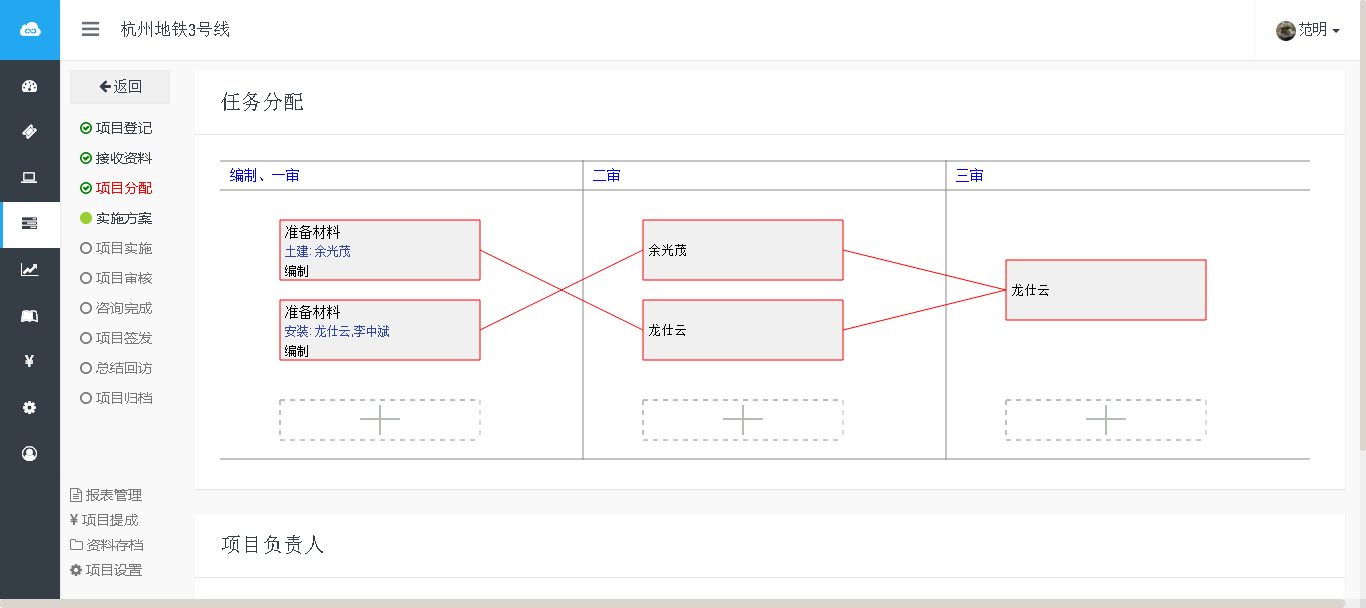 杭州地铁3号线
范明
返回
项目登记
接收资料
项目分配
实施方案
项目实施
项目审核
咨询完成
项目签发
总结回访
项目归档
报表管理
¥ 项目提成
资料存档
项目设置
任务分配
编制、一审
二审
三审
准备材料
土建: 余光茂
编制
准备材料
安装: 龙仕云,李中斌
编制
余光茂
龙仕云
龙仕云
项目负责人